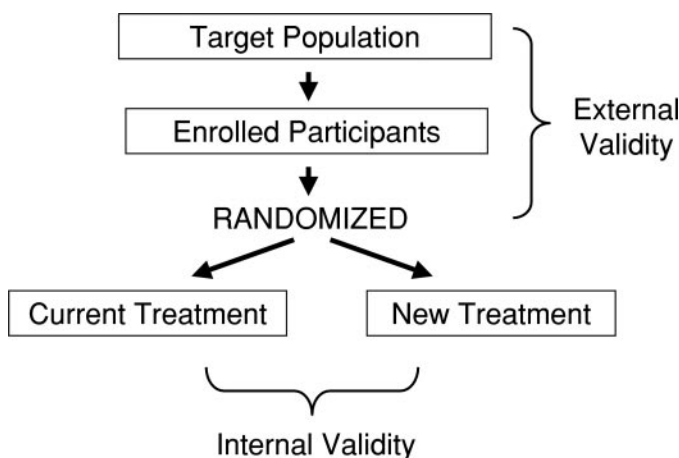 Target Population
Enrolled Participants
External
Validity
RANDOMIZED
Current Treatment
New Treatment
Internal Validity